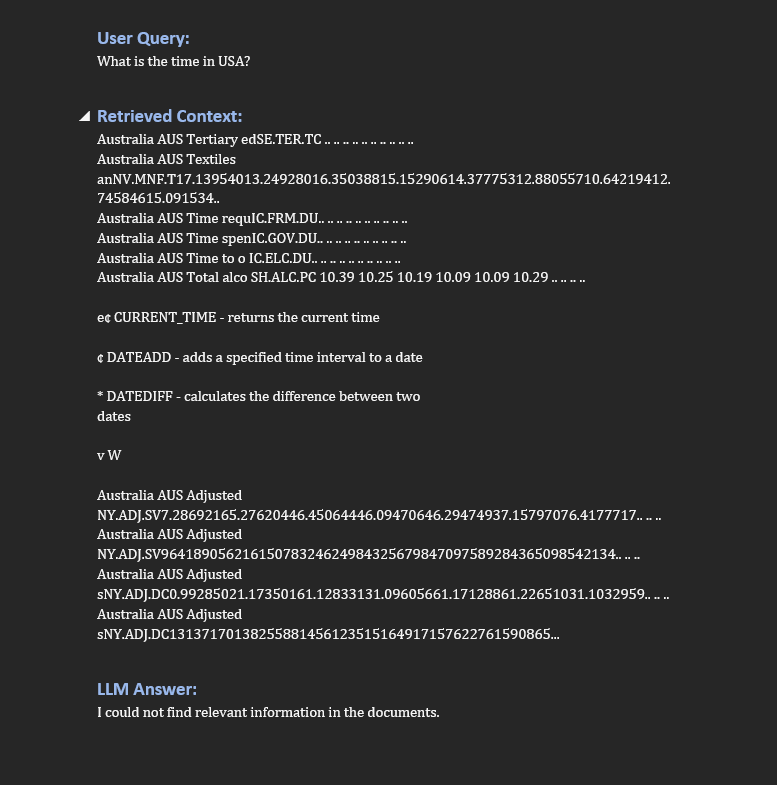 User Query:
What is the time in USA?
Retrieved Context:
Australia AUS Tertiary edSE.TER.TC .. .. .. .. .. .. .. .. .. ..
Australia AUS Textiles
anNV.MNF.T17.13954013.24928016.35038815.15290614.37775312.88055710.64219412.
74584615.091534..
Australia AUS Time requIC.FRM.DU.. .. .. .. .. .. .. .. .. ..
Australia AUS Time spenIC.GOV.DU.. .. .. .. .. .. .. .. .. ..
Australia AUS Time to o IC.ELC.DU.. .. .. .. .. .. .. .. .. ..
Australia AUS Total alco SH.ALC.PC 10.39 10.25 10.19 10.09 10.09 10.29 .. .. .. ..
e¢ CURRENT_TIME - returns the current time
¢ DATEADD - adds a specified time interval to a date
* DATEDIFF - calculates the difference between two
dates
v W
Australia AUS Adjusted
NY.ADJ.SV7.28692165.27620446.45064446.09470646.29474937.15797076.4177717.. .. ..
Australia AUS Adjusted
NY.ADJ.SV96418905621615078324624984325679847097589284365098542134.. .. ..
Australia AUS Adjusted
sNY.ADJ.DC0.99285021.17350161.12833131.09605661.17128861.22651031.1032959.. .. ..
Australia AUS Adjusted
sNY.ADJ.DC13137170138255881456123515164917157622761590865...
LLM Answer:
I could not find relevant information in the documents.